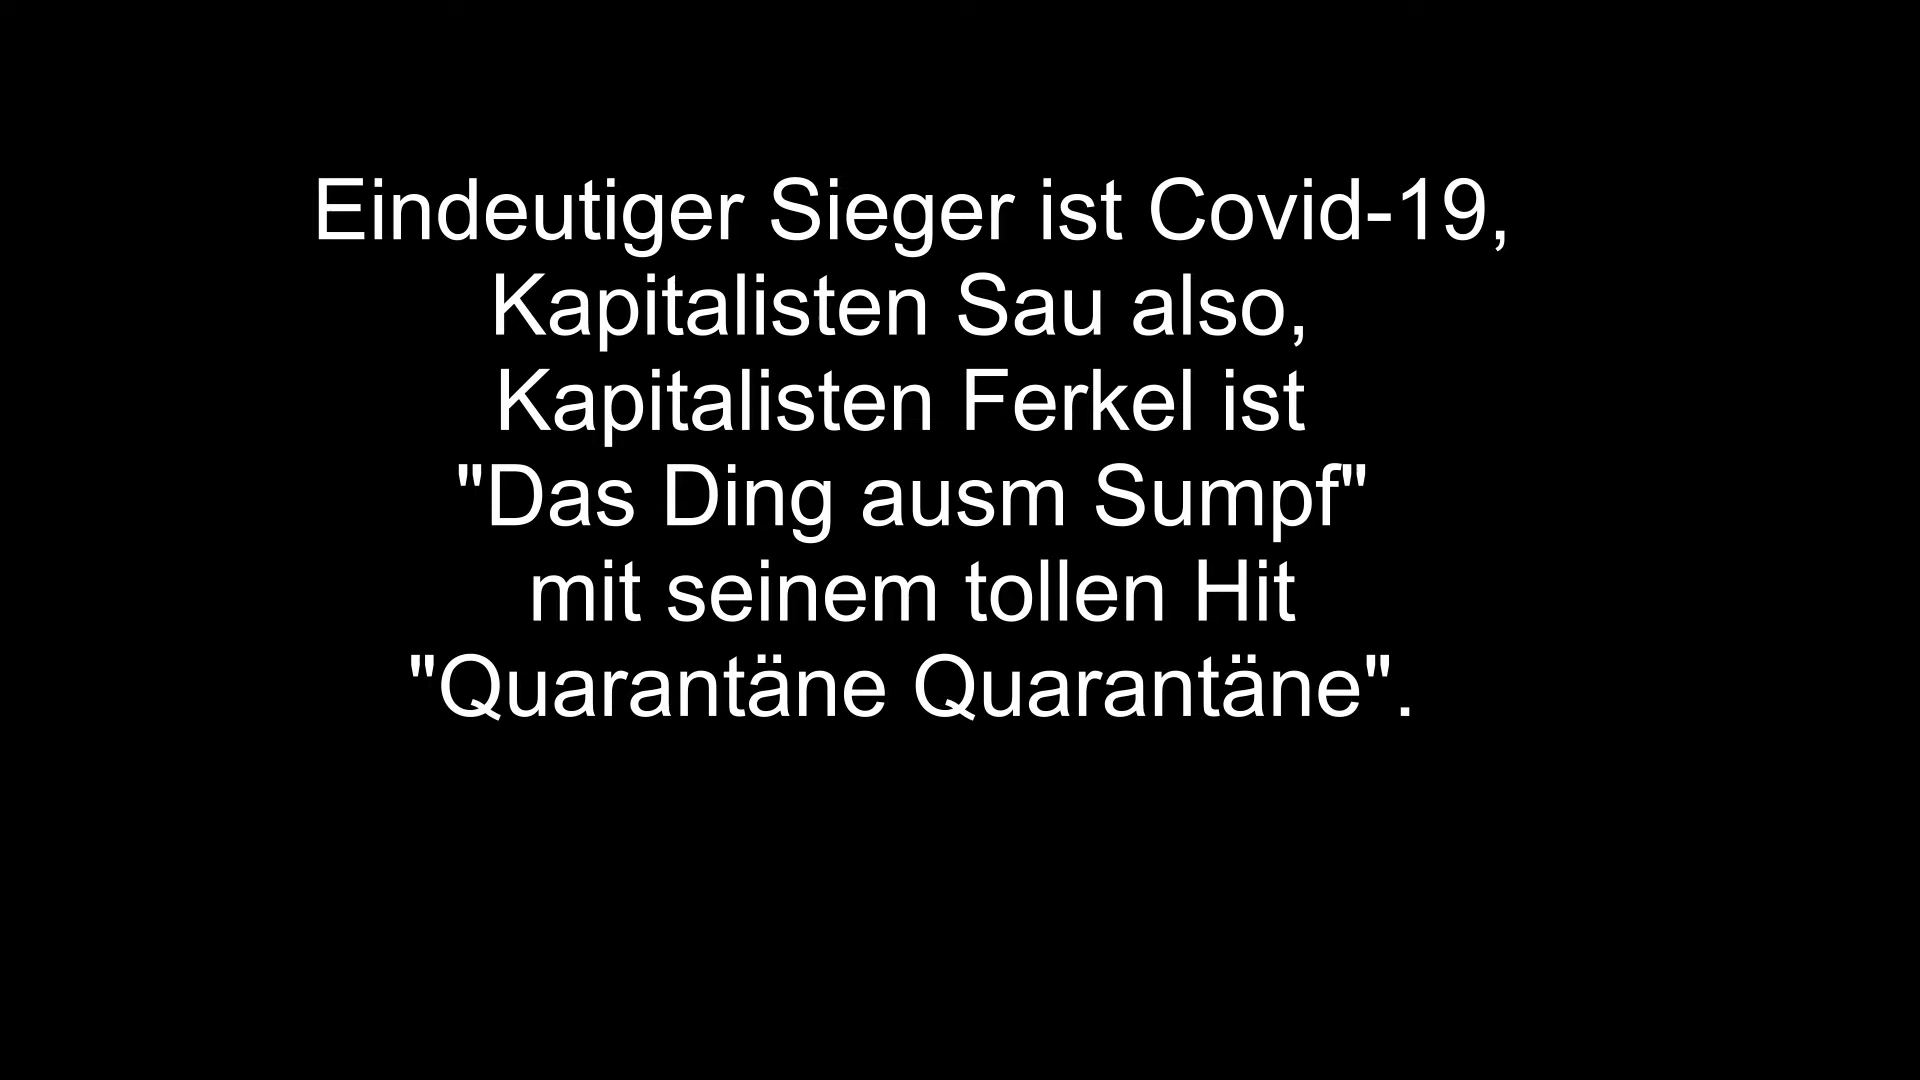 Eindeutiger Sieger ist Covid-19,
Kapitalisten Sau also,
Kapitalisten Ferkel ist
"Das Ding ausm Sumpf"
mit seinem tollen Hit
"Quarantäne Quarantäne".